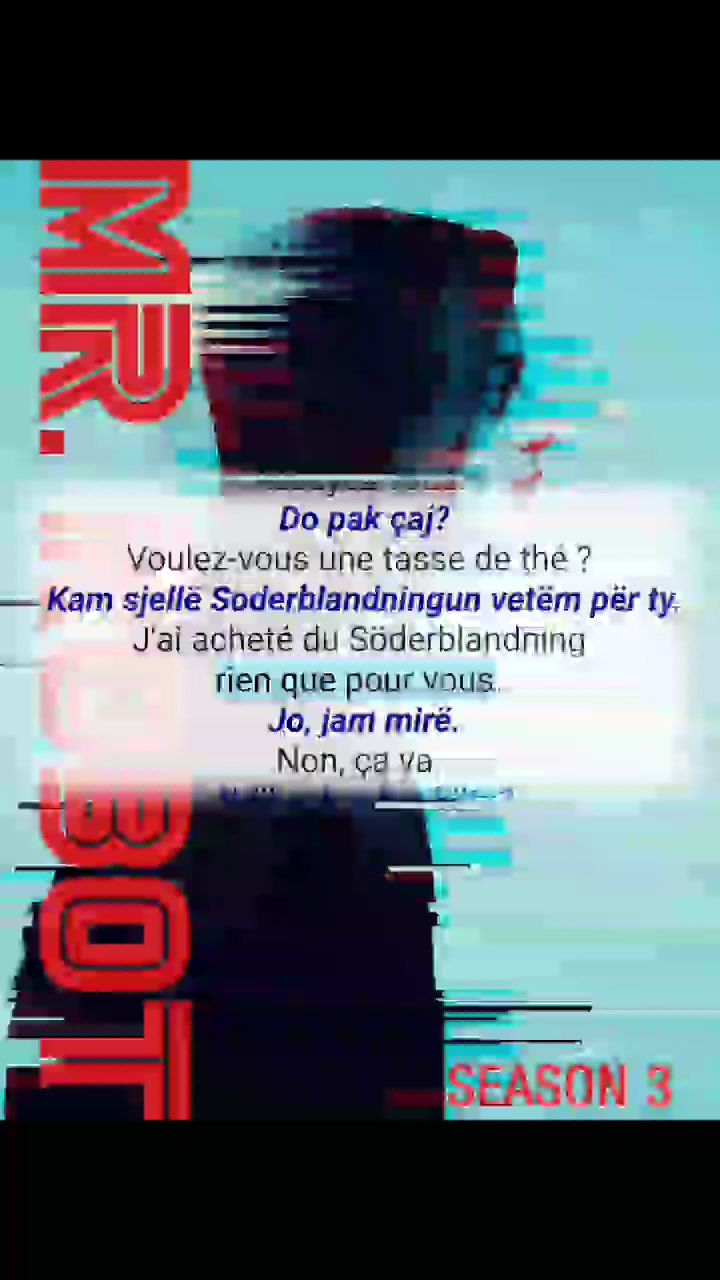 MR. ROBOT
Do pak çaj?
Voulez-vous une tasse de thé ?
Kam sjellë Soderblandningun vetëm për ty.
J'ai acheté du Söderblandning
rien que pour vous.
Jo, jam mirë.
Non, ça va
SEASON 3